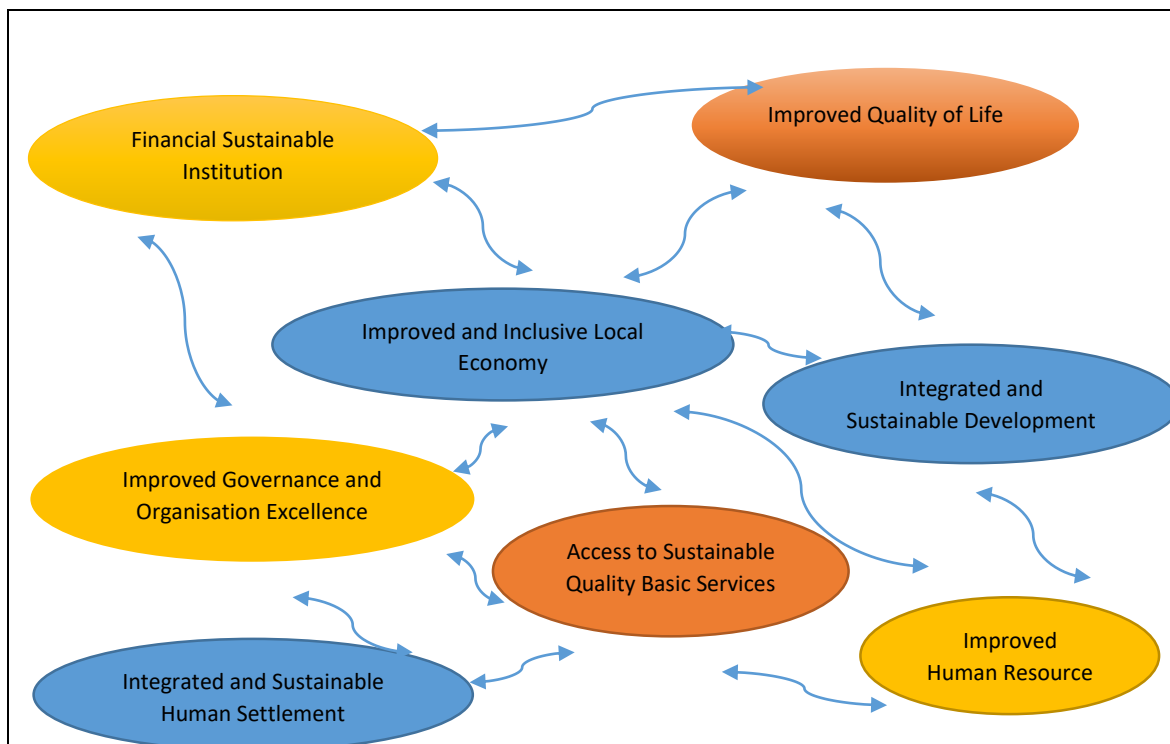 Financial Sustainable
Institution
Improved Quality of Life
Improved and Inclusive Local
Economy
Integrated and
Sustainable Development
Improved Governance and
Organisation Excellence
Access to Sustainable
Quality Basic Services
Improved
Human Resource
Integrated and Sustainable
Human Settlement